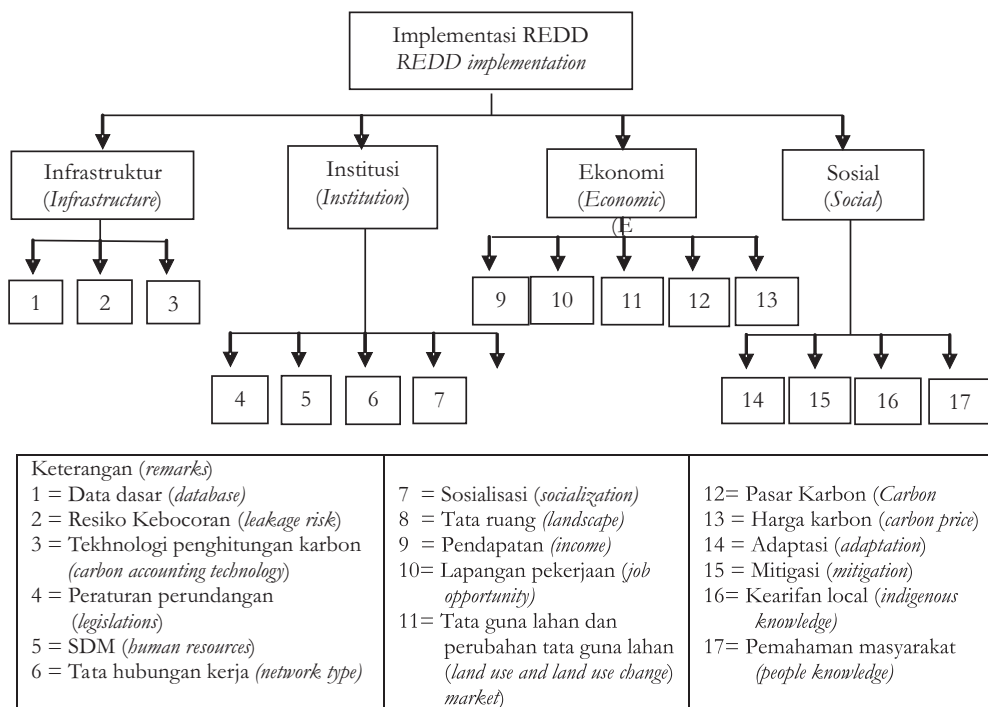 Implementasi REDD
REDD implementation
Infrastruktur
(Infrastructure)
Institusi
(Institution)
Ekonomi
(Economic)
(E
Sosial
(Social)
1
2
3
9
10
11
12
13
4
5
6
7
14
15
16
17
Keterangan (remarks)
1 = Data dasar (database)
2 = Resiko Kebocoran (leakage risk)
3 = Tekhnologi penghitungan karbon
(carbon accounting technology)
4 = Peraturan perundangan
(legislations)
5 = SDM (human resources)
6 = Tata hubungan kerja (network type)
7 = Sosialisasi (socialization)
8 = Tata ruang (landscape)
9 = Pendapatan (income)
10= Lapangan pekerjaan (job
opportunity)
11= Tata guna lahan dan
perubahan tata guna lahan
(land use and land use change)
market)
12= Pasar Karbon (Carbon
13 = Harga karbon (carbon price)
14 = Adaptasi (adaptation)
15 = Mitigasi (mitigation)
16= Kearifan local (indigenous
knowledge)
17= Pemahaman masyarakat
(people knowledge)